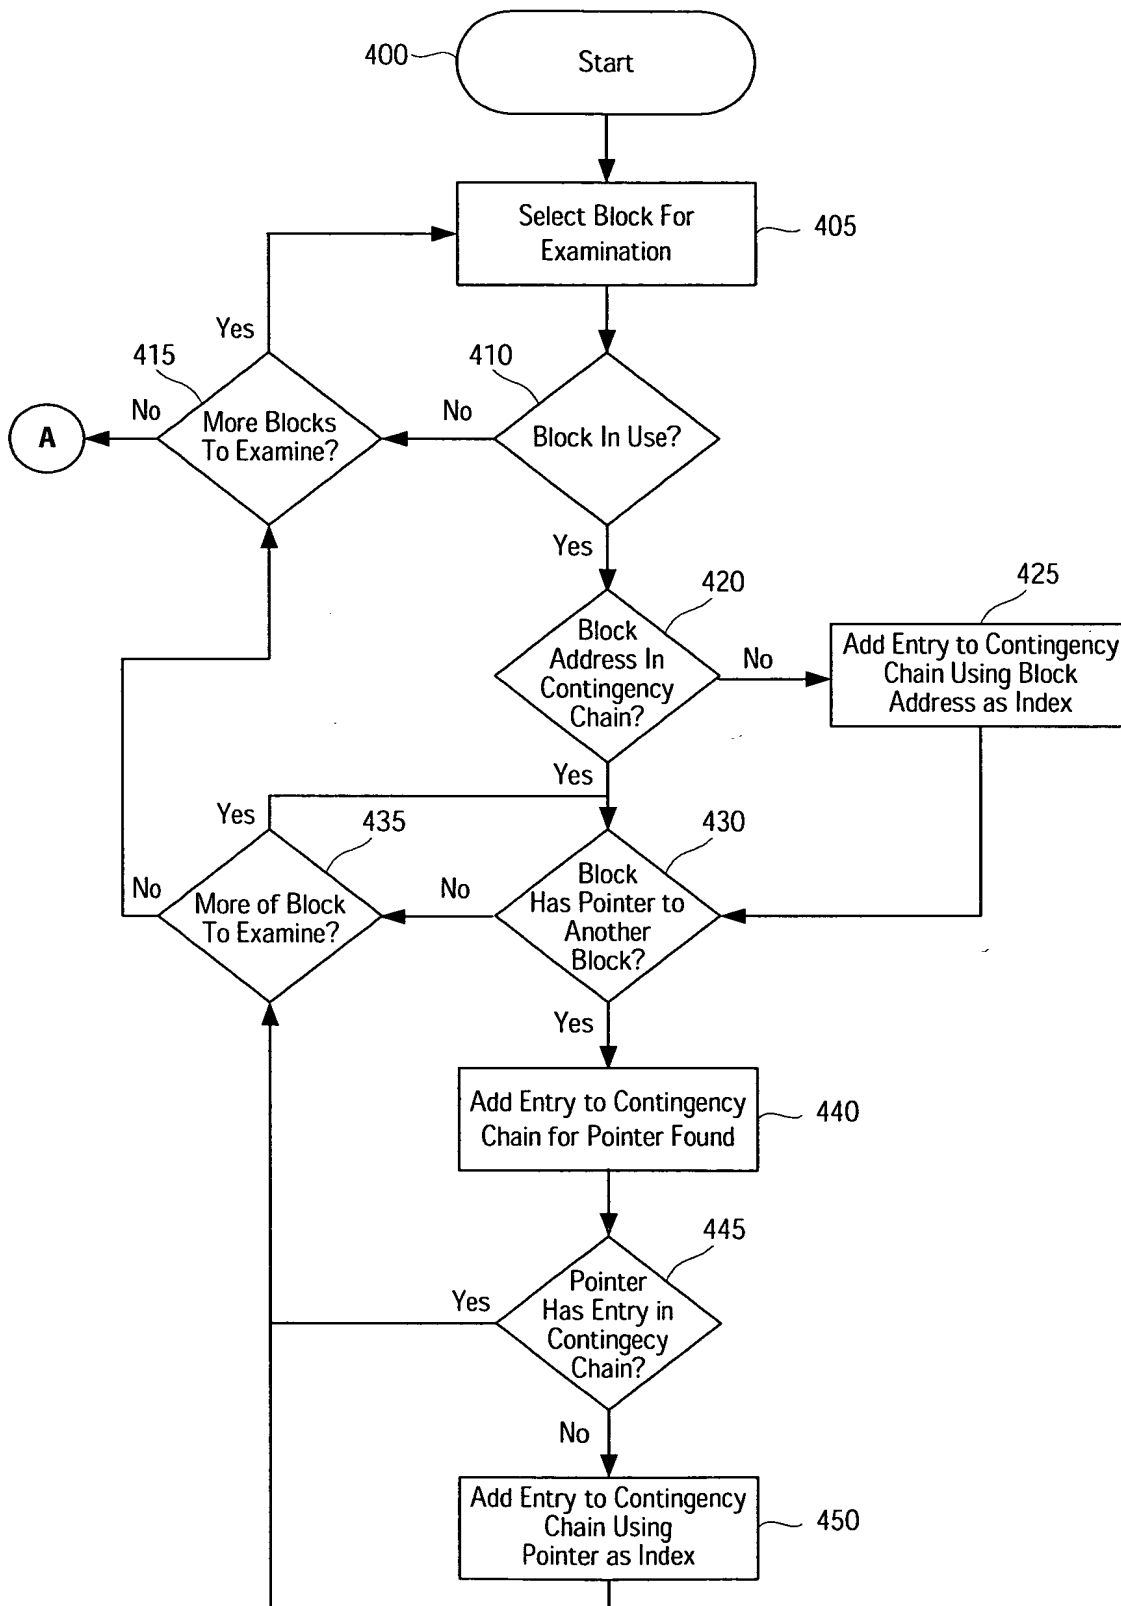 400
Start
Select Block For
Examination
405
Yes
415
410
No
No
A
More Blocks
To Examine?
Block In Use?
Yes
420
425
Block
Address In
Contingency
Chain?
No
Add Entry to Contingency
Chain Using Block
Address as Index
Yes
Yes
435
430
No
No
More of Block
To Examine?
Block
Has Pointer to
Another
Block?
Yes
Add Entry to Contingency
Chain for Pointer Found
440
445
Yes
Pointer
Has Entry in
Contingecy
Chain?
No
Add Entry to Contingency
Chain Using
Pointer as Index
450